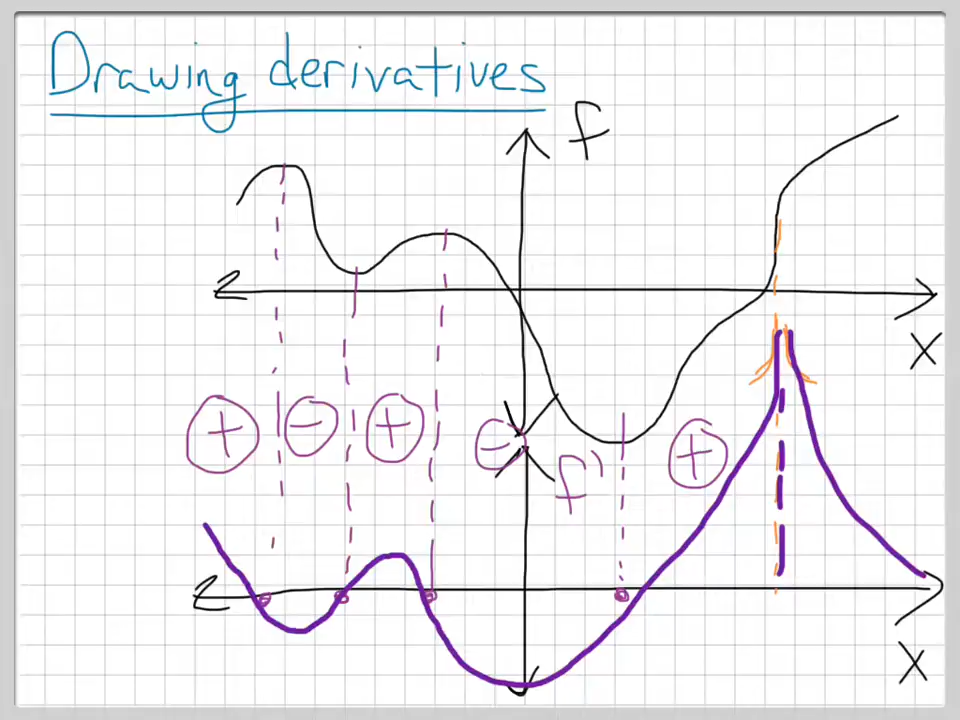 Drawing derivatives
f
x
+ - + - +
f'
x